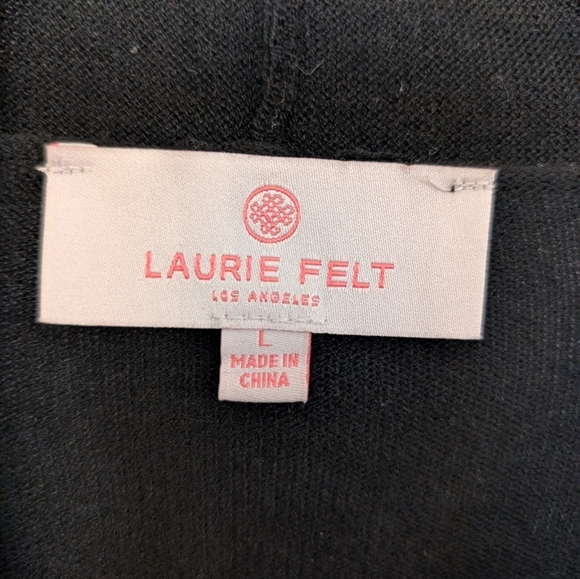 LAURIE FELT
LOS ANGELES
L
MADE IN
CHINA